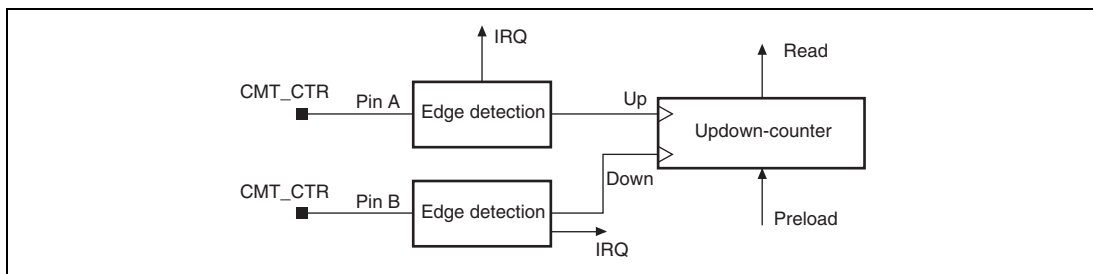 IRQ
Read
CMT_CTR
Pin A
Edge detection
Up
Updown-counter
CMT_CTR
Pin B
Edge detection
Down
IRQ
Preload